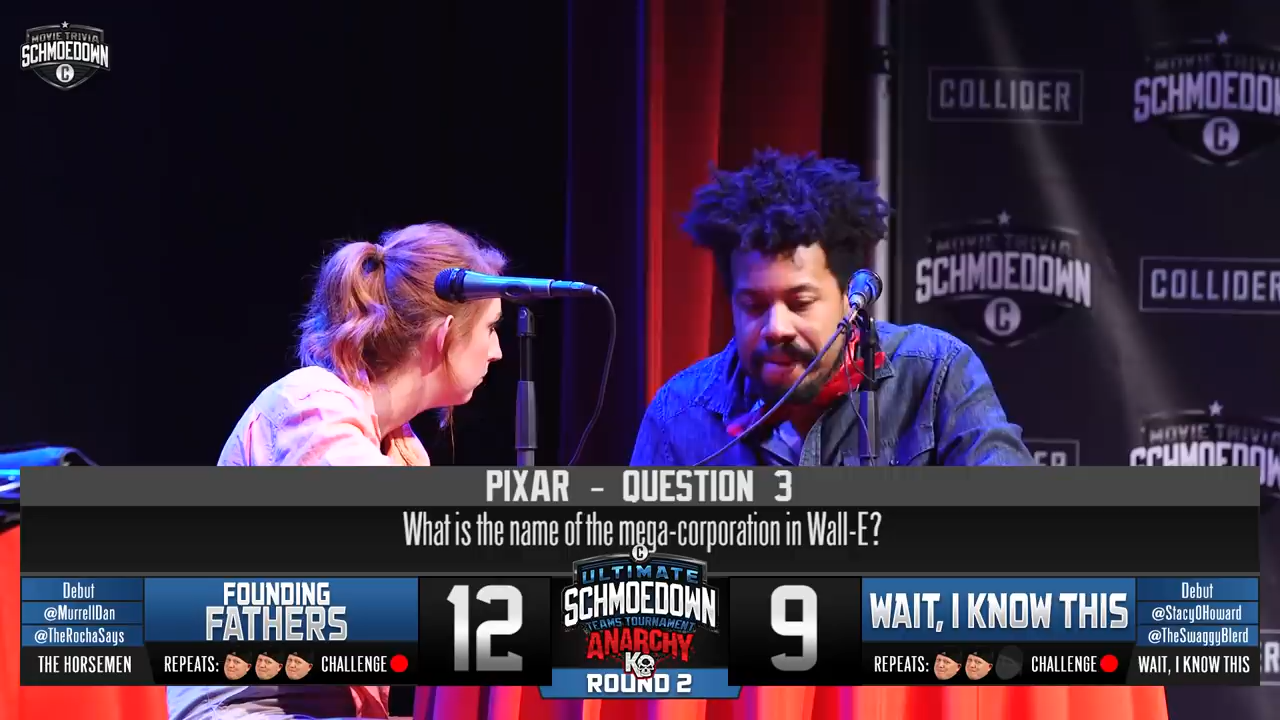 MOVIE TRIVIA
SCHMOEDOWN
C
COLLIDER
MOVIE TRIVIA
SCHMOEDO
C
MOVIE TRIVIA
SCHMOEDOWN
C
COLLIDER
MOVIE TRIVIA
SCHMOEDOWN
PIXAR - QUESTION 3
What is the name of the mega-corporation in Wall-E?
Debut
@MurrellDan
@TheRochaSays
THE HORSEMEN
FOUNDING
FATHERS
REPEATS:
CHALLENGE
12
C
ULTIMATE
SCHMOEDOWN
TEAMS TOURNAMENT
ANARCHY
KO
ROUND 2
9
WAIT, I KNOW THIS
REPEATS:
CHALLENGE
Debut
@StacyOHoward
@TheSwaggyBlerd
WAIT, I KNOW THIS